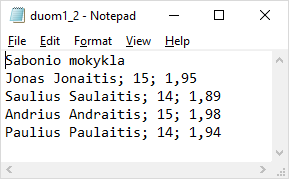 duom1_2 - Notepad
File Edit Format View Help
Sabonio mokykla
Jonas Jonaitis; 15; 1,95
Saulius Saulaitis; 14; 1,89
Andrius Andraitis; 15; 1,98
Paulius Paulaitis; 14; 1,94